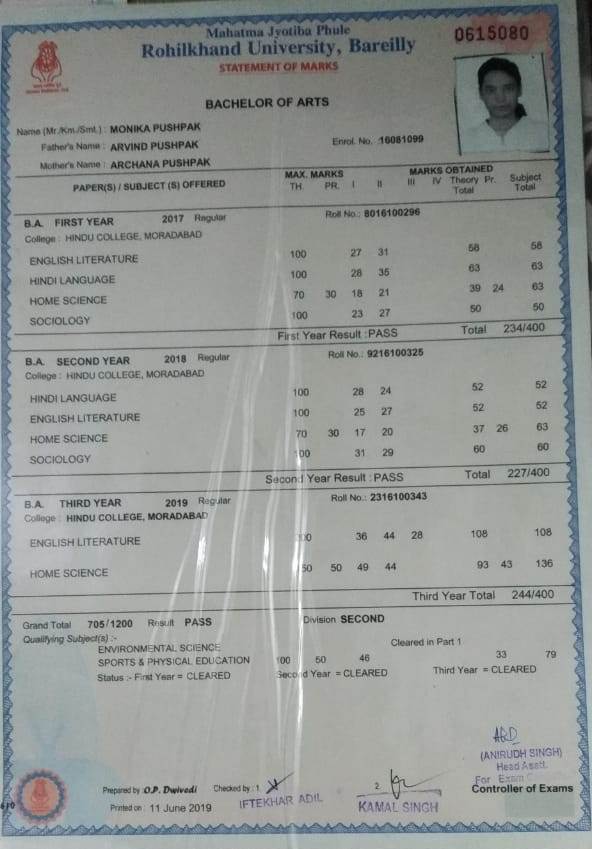 Mahatma Jyotiba Phule
Rohilkhand University, Bareilly
STATEMENT OF MARKS
0615080
BACHELOR OF ARTS
Name (Mr./Km./Smt.) : MONIKA PUSHPAK
Father's Name : ARVIND PUSHPAK Enrol. No. :16081099
Mother's Name : ARCHANA PUSHPAK
PAPER(S) / SUBJECT (S) OFFERED MAX. MARKS MARKS OBTAINED Subject Total
TH. PR. I II III IV Theory Total Pr.
B.A. FIRST YEAR 2017 Regular Roll No.: 8016100296
College : HINDU COLLEGE, MORADABAD
ENGLISH LITERATURE 100 27 31 58 58
HINDI LANGUAGE 100 28 35 63 63
HOME SCIENCE 70 30 18 21 39 24 63
SOCIOLOGY 100 23 27 50 50
First Year Result :PASS Total 234/400
B.A. SECOND YEAR 2018 Regular Roll No.: 9216100325
College : HINDU COLLEGE, MORADABAD
HINDI LANGUAGE 100 28 24 52 52
ENGLISH LITERATURE 100 25 27 52 52
HOME SCIENCE 70 30 17 20 37 26 63
SOCIOLOGY 100 31 29 60 60
Second Year Result :PASS Total 227/400
B.A. THIRD YEAR 2019 Regular Roll No.: 2316100343
College : HINDU COLLEGE, MORADABAD
ENGLISH LITERATURE 36 44 28 108 108
HOME SCIENCE 50 49 44 93 43 136
Third Year Total 244/400
Grand Total 705/1200 Result PASS Division SECOND
Qualifying Subject(s) :-
ENVIRONMENTAL SCIENCE Cleared in Part 1
SPORTS & PHYSICAL EDUCATION 100 50 46 33 79
Status :- First Year = CLEARED Second Year = CLEARED Third Year = CLEARED
(ANIRUDH SINGH)
Head Asstt.
For Exam
Prepared by :O.P. Dwivedi Checked by : 1. 2. Controller of Exams
Printed on : 11 June 2019 IFTEKHAR ADIL KAMAL SINGH